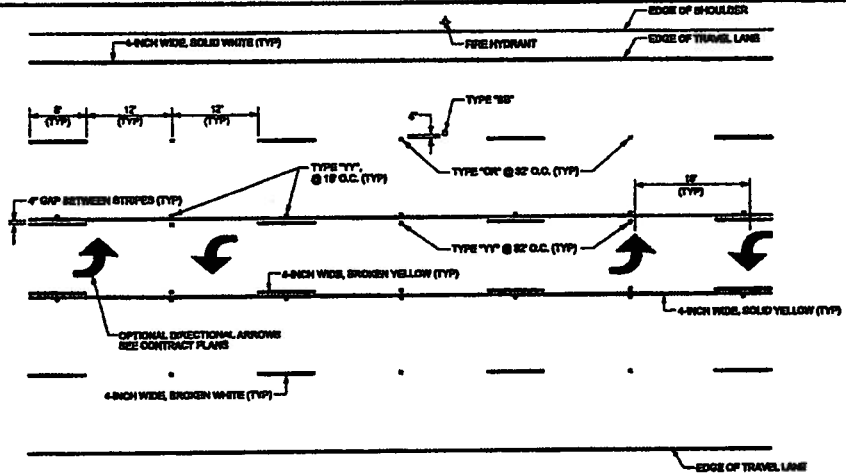 EDGE OF SHOULDER
4-INCH WIDE, SOLID WHITE (TYP)
FIRE HYDRANT
EDGE OF TRAVEL LANE
8'
(TYP)
12'
(TYP)
12'
(TYP)
TYPE "BB"
TYPE "YY",
@ 16' O.C. (TYP)
TYPE "CR" @ 32' O.C. (TYP)
(TYP)
4" GAP BETWEEN STRIPES (TYP)
TYPE "YY" @ 32' O.C. (TYP)
4-INCH WIDE, BROKEN YELLOW (TYP)
4-INCH WIDE, SOLID YELLOW (TYP)
OPTIONAL DIRECTIONAL ARROWS
SEE CONTRACT PLANS
4-INCH WIDE, BROKEN WHITE (TYP)
EDGE OF TRAVEL LANE